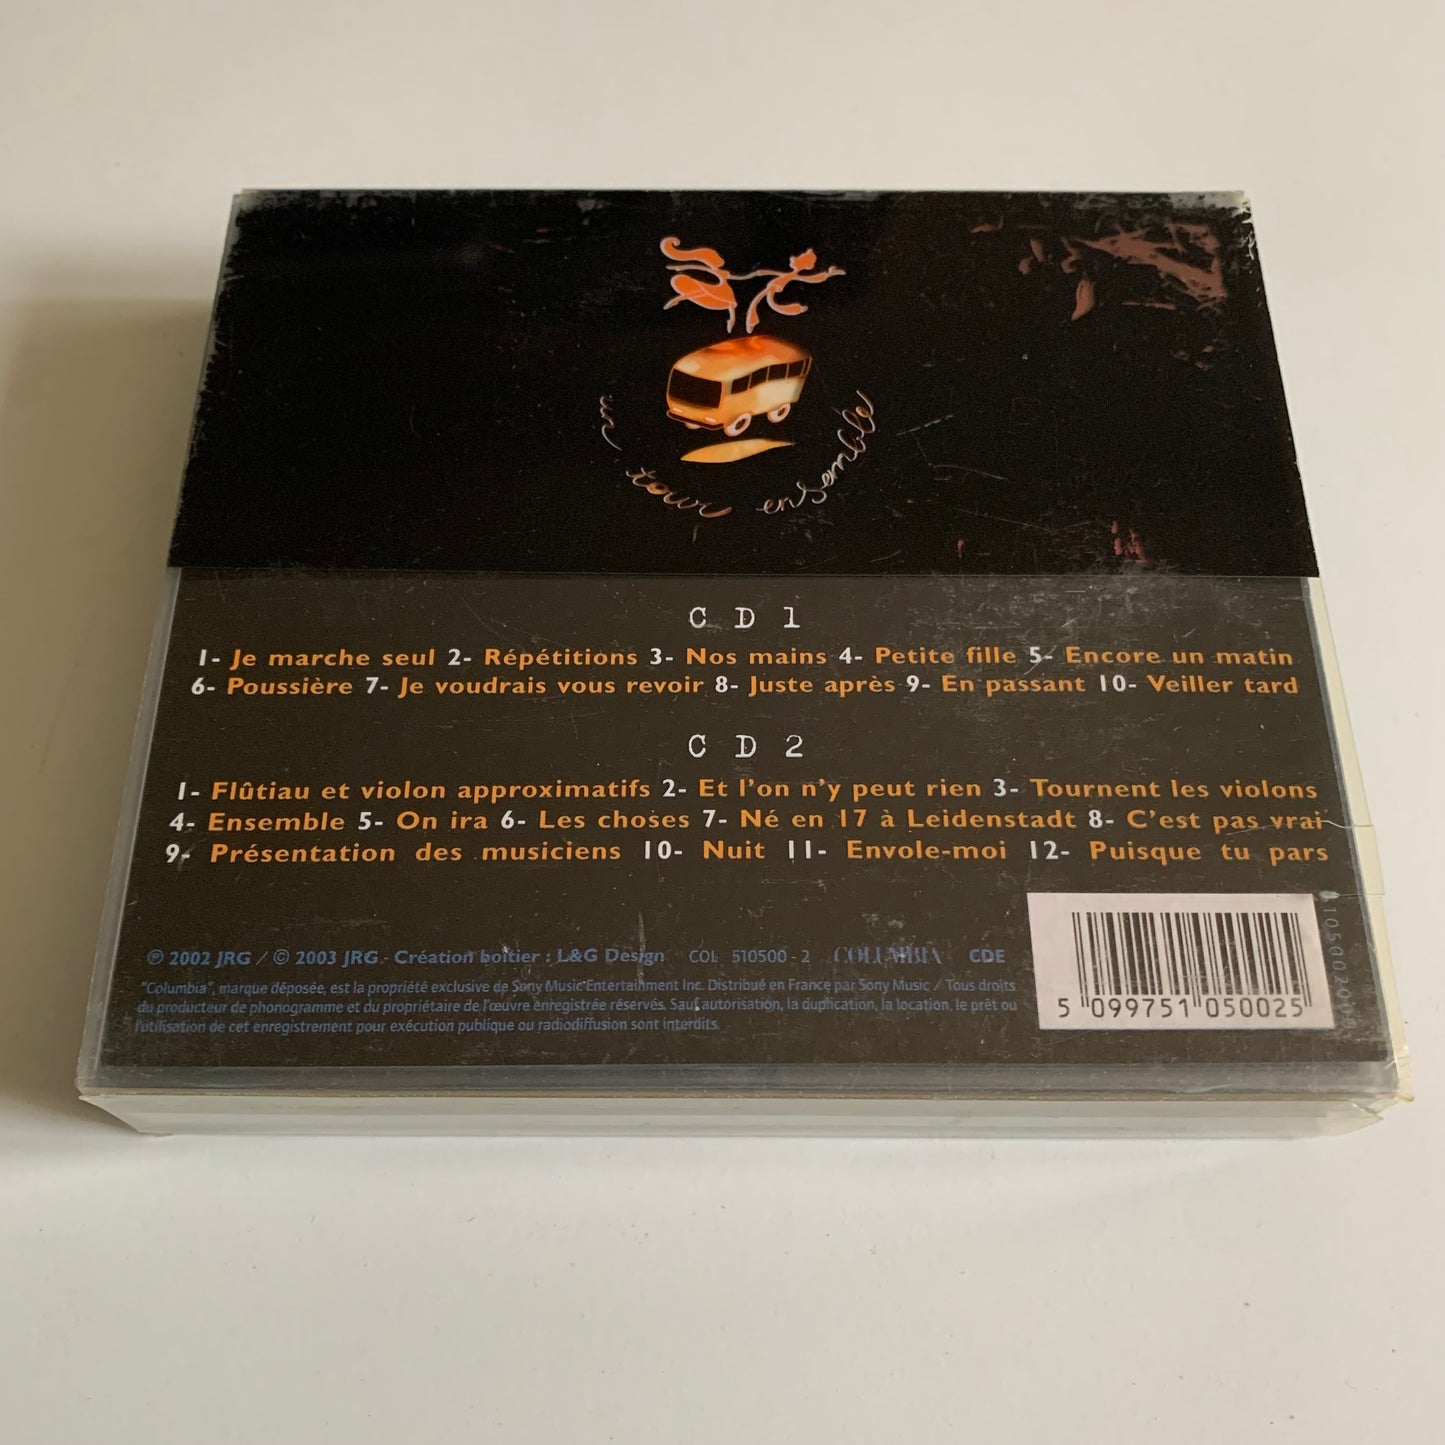 un tour ensemble
CD 1
1- Je marche seul 2- Répétitions 3- Nos mains 4- Petite fille 5- Encore un matin
6- Poussière 7- Je voudrais vous revoir 8- Juste après 9- En passant 10- Veiller tard
CD 2
1- Flûtiau et violon approximatifs 2- Et l'on n'y peut rien 3- Tournent les violons
4- Ensemble 5- On ira 6- Les choses 7- Né en 17 à Leidenstadt 8- C'est pas vrai
9- Présentation des musiciens 10- Nuit 11- Envole-moi 12- Puisque tu pars
℗ 2002 JRG / © 2003 JRG - Création boîtier : L&G Design COL 510500 - 2 COLUMBIA CDE
"Columbia", marque déposée, est la propriété exclusive de Sony Music Entertainment Inc. Distribué en France par Sony Music / Tous droits
du producteur de phonogramme et du propriétaire de l'œuvre enregistrée réservés. Sauf autorisation, la duplication, la location, le prêt ou
l'utilisation de cet enregistrement pour exécution publique ou radiodiffusion sont interdits.
5 099751 050025